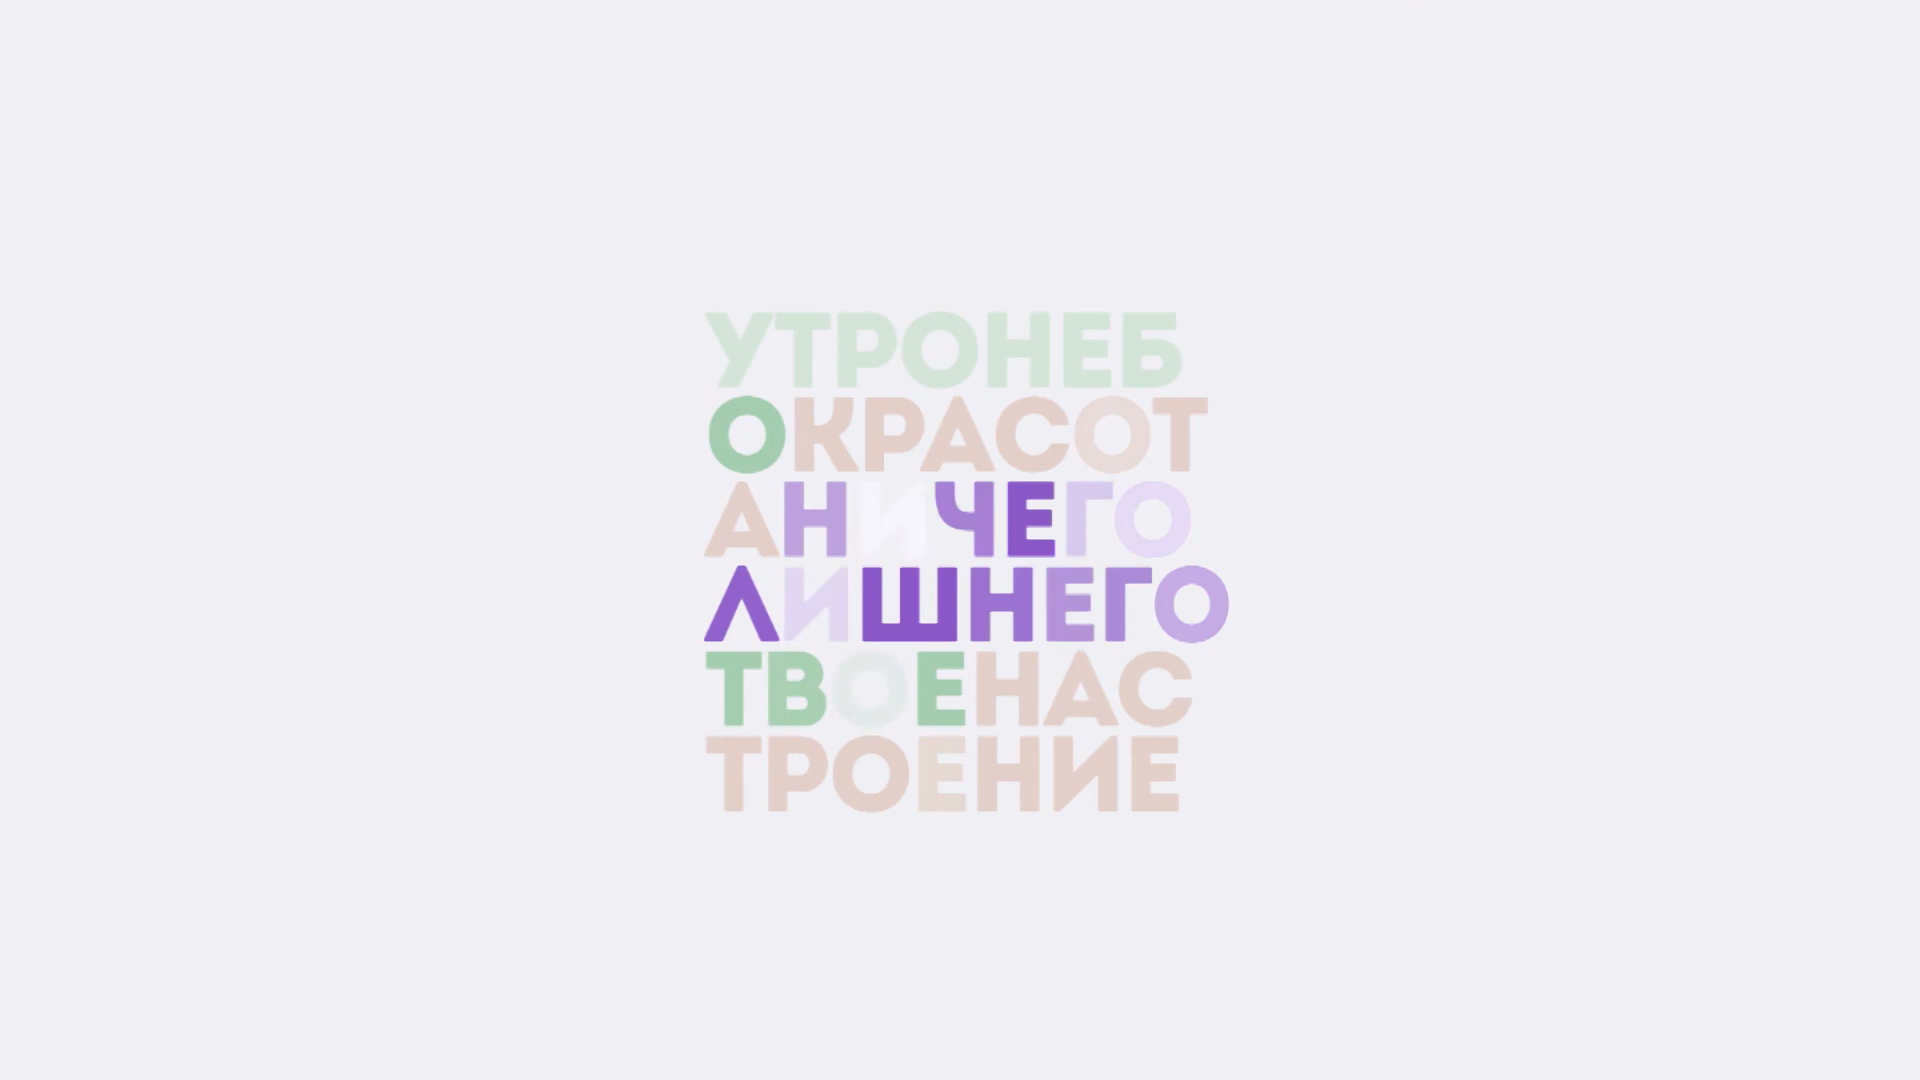 УТРОНЕБ
ОКРАСОТ
АНИЧЕГО
ЛИШНЕГО
ТВОЕНАС
ТРОЕНИЕ